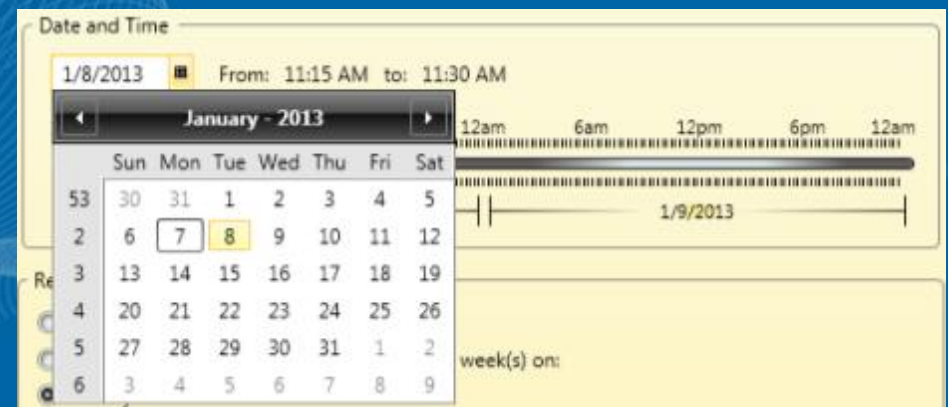 Date and Time
1/8/2013 From: 11:15 AM to: 11:30 AM
January - 2013
12am 6am 12pm 6pm 12am
Sun Mon Tue Wed Thu Fri Sat
53 30 31 1 2 3 4 5
1/9/2013
2 6 7 8 9 10 11 12
3 13 14 15 16 17 18 19
Re
4 20 21 22 23 24 25 26
5 27 28 29 30 31 1 2
week(s) on:
6 3 4 5 6 7 8 9